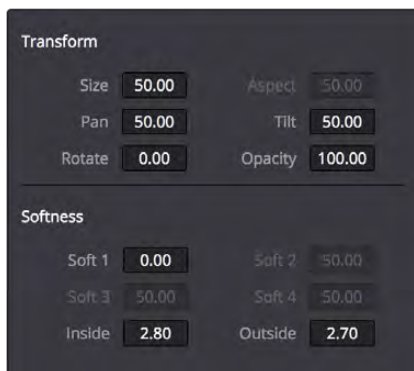 Transform
Size 50.00 Aspect 50.00
Pan 50.00 Tilt 50.00
Rotate 0.00 Opacity 100.00
Softness
Soft 1 0.00 Soft 2 50.00
Soft 3 50.00 Soft 4 50.00
Inside 2.80 Outside 2.70